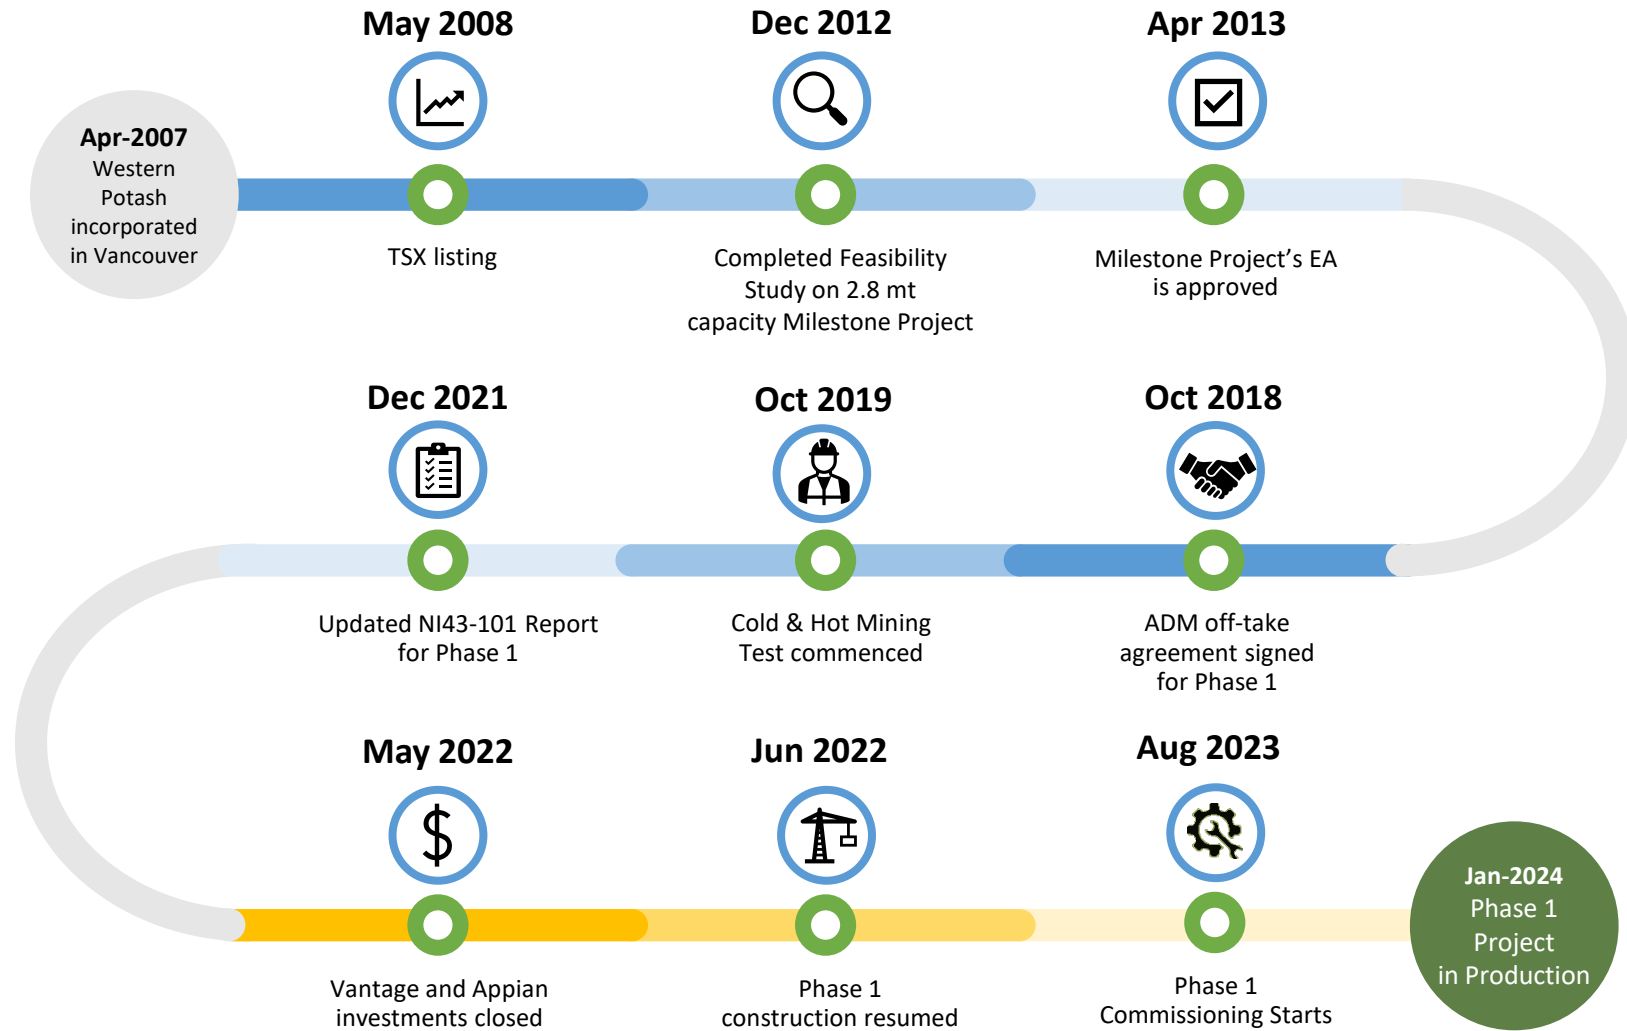 Apr-2007
Western
Potash
incorporated
in Vancouver
May 2008
TSX listing
Dec 2012
Completed Feasibility
Study on 2.8 mt
capacity Milestone Project
Apr 2013
Milestone Project's EA
is approved
Oct 2018
ADM off-take
agreement signed
for Phase 1
Oct 2019
Cold & Hot Mining
Test commenced
Dec 2021
Updated NI43-101 Report
for Phase 1
May 2022
$
Vantage and Appian
investments closed
Jun 2022
Phase 1
construction resumed
Aug 2023
Phase 1
Commissioning Starts
Jan-2024
Phase 1
Project
in Production